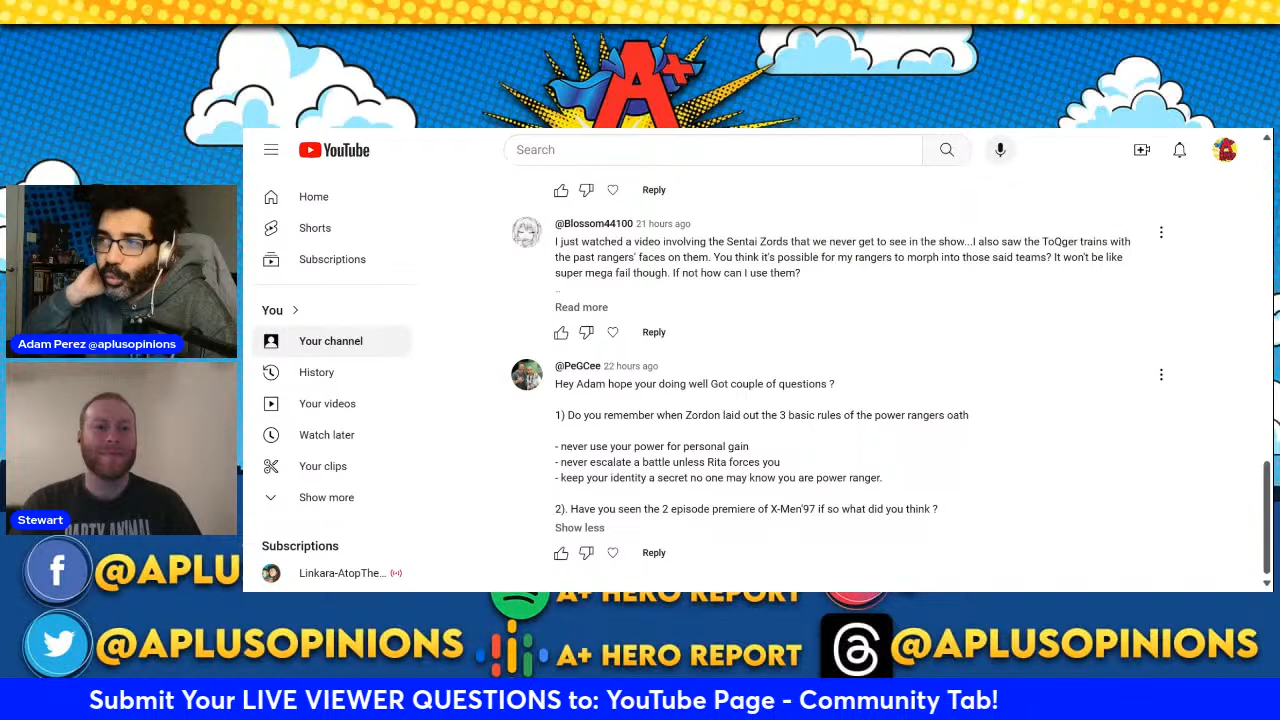 A+
YouTube
Search
Home
Shorts
Subscriptions
You
Your channel
History
Your videos
Watch later
Your clips
Show more
Subscriptions
Linkara-AtopThe...
Reply
@Blossom44100 21 hours ago
I just watched a video involving the Sentai Zords that we never get to see in the show...I also saw the ToQger trains with
the past rangers' faces on them. You think it's possible for my rangers to morph into those said teams? It won't be like
super mega fail though. If not how can I use them?
..
Read more
Reply
@PeGCee 22 hours ago
Hey Adam hope your doing well Got couple of questions ?
1) Do you remember when Zordon laid out the 3 basic rules of the power rangers oath
- never use your power for personal gain
- never escalate a battle unless Rita forces you
- keep your identity a secret no one may know you are power ranger.
2). Have you seen the 2 episode premiere of X-Men'97 if so what did you think ?
Show less
Reply
Adam Perez @aplusopinions
PARTY ANIMAL
Stewart
@APLU
A+ HERO REPORT
@APLUSOPINIONS
A+ HERO REPORT
@APLUSOPINIONS
Submit Your LIVE VIEWER QUESTIONS to: YouTube Page - Community Tab!